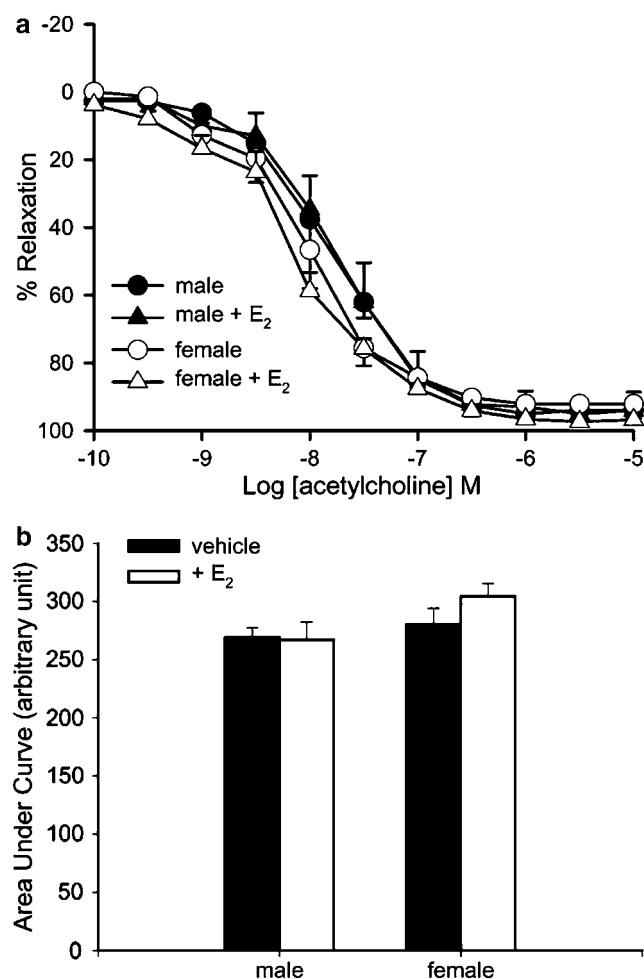 a
-20
0
20
40
60
80
100
% Relaxation
male
male + E₂
female
female + E₂
-10 -9 -8 -7 -6 -5
Log [acetylcholine] M
b
350
300
250
200
150
100
50
0
Area Under Curve (arbitrary unit)
vehicle
+ E₂
male female